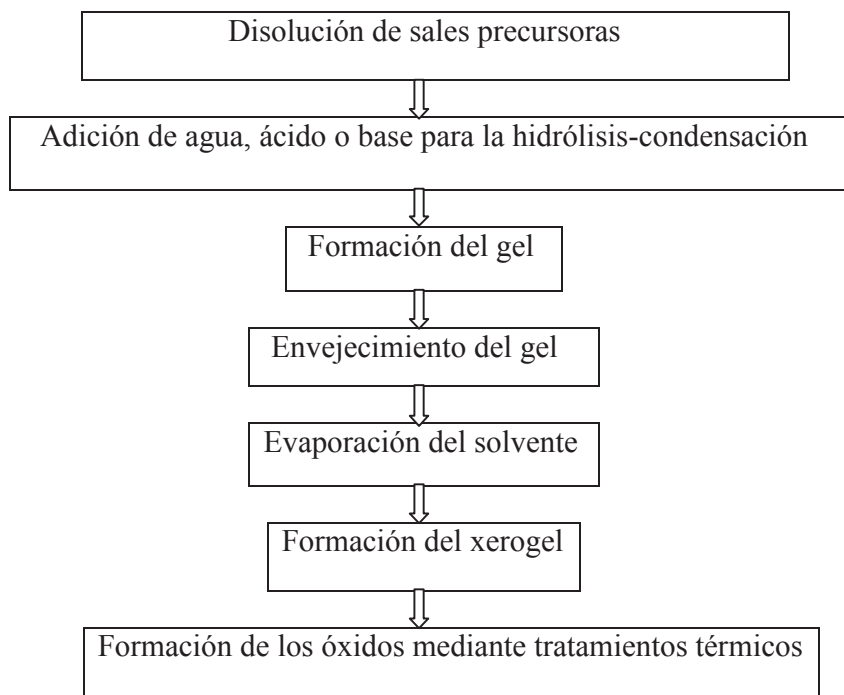 Disolución de sales precursoras
Adición de agua, ácido o base para la hidrólisis-condensación
Formación del gel
Envejecimiento del gel
Evaporación del solvente
Formación del xerogel
Formación de los óxidos mediante tratamientos térmicos